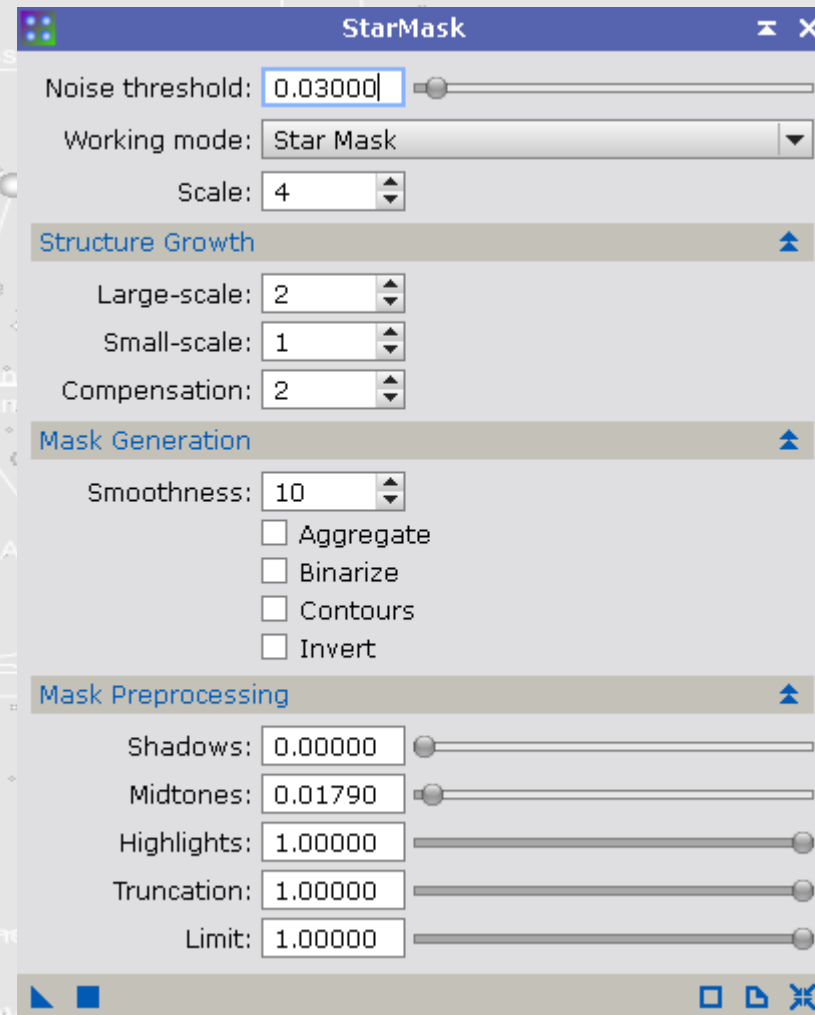 StarMask
Noise threshold: 0.03000
Working mode: Star Mask
Scale: 4
Structure Growth
Large-scale: 2
Small-scale: 1
Compensation: 2
Mask Generation
Smoothness: 10
Aggregate
Binarize
Contours
Invert
Mask Preprocessing
Shadows: 0.00000
Midtones: 0.01790
Highlights: 1.00000
Truncation: 1.00000
Limit: 1.00000